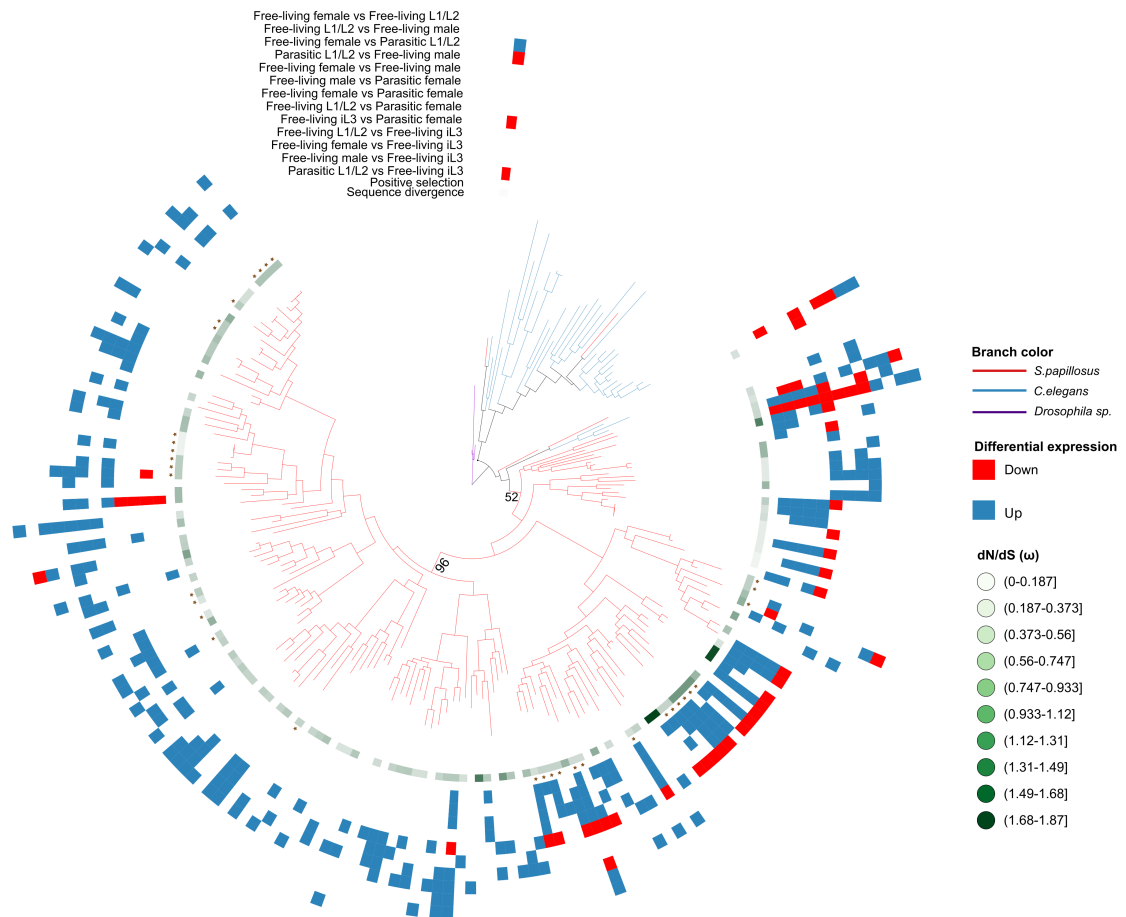 Free-living female vs Free-living L1/L2
Free-living L1/L2 vs Free-living male
Free-living female vs Parasitic L1/L2
Parasitic L1/L2 vs Free-living male
Free-living female vs Free-living male
Free-living male vs Parasitic female
Free-living female vs Parasitic female
Free-living L1/L2 vs Parasitic female
Free-living iL3 vs Parasitic female
Free-living L1/L2 vs Free-living iL3
Free-living female vs Free-living iL3
Free-living male vs Free-living iL3
Parasitic L1/L2 vs Free-living iL3
Positive selection
Sequence divergence
52
96
Branch color
S.papillosus
C.elegans
Drosophila sp.
Differential expression
Down
Up
dN/dS (ω)
(0-0.187]
(0.187-0.373]
(0.373-0.56]
(0.56-0.747]
(0.747-0.933]
(0.933-1.12]
(1.12-1.31]
(1.31-1.49]
(1.49-1.68]
(1.68-1.87]